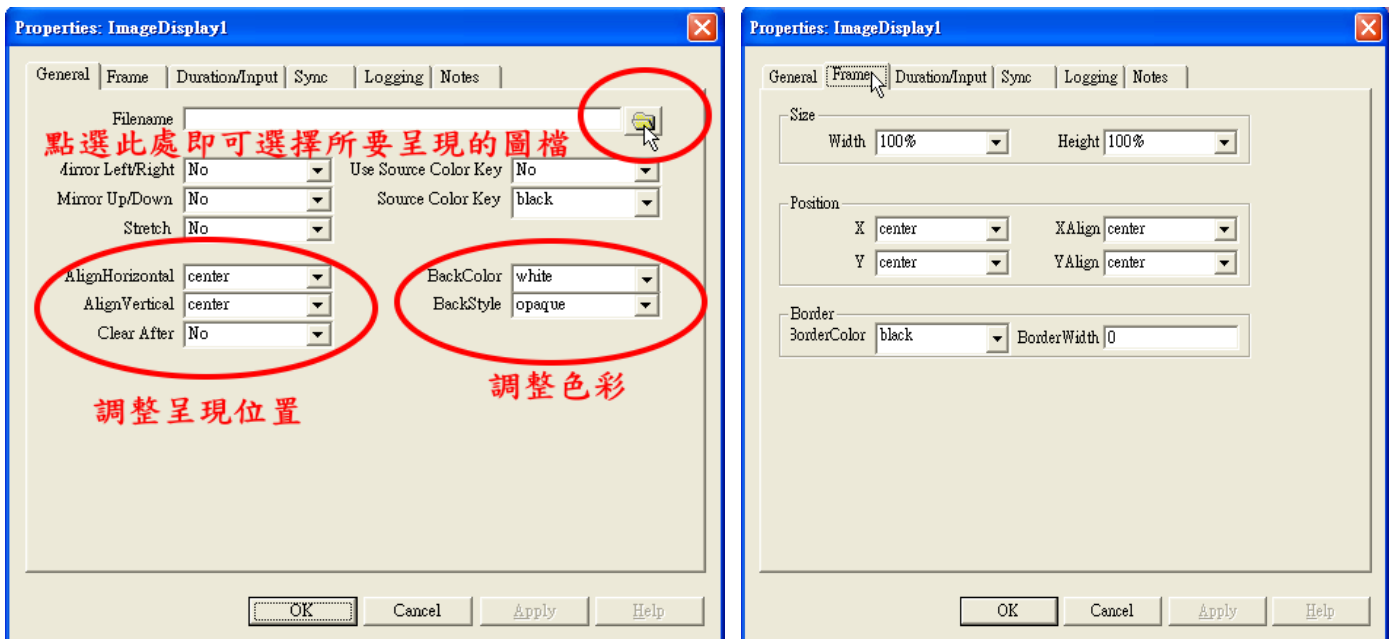 Properties: ImageDisplay1
General Frame Duration/Input Sync Logging Notes
Filename
點選此處即可選擇所要呈現的圖檔
Mirror Left/Right No Use Source Color Key No
Mirror Up/Down No Source Color Key black
Stretch No
AlignHorizontal center BackColor white
AlignVertical center BackStyle opaque
Clear After No
調整色彩
調整呈現位置
OK Cancel Apply Help
Properties: ImageDisplay1
General Frame Duration/Input Sync Logging Notes
Size
Width 100% Height 100%
Position
X center XAlign center
Y center YAlign center
Border
BorderColor black BorderWidth 0
OK Cancel Apply Help